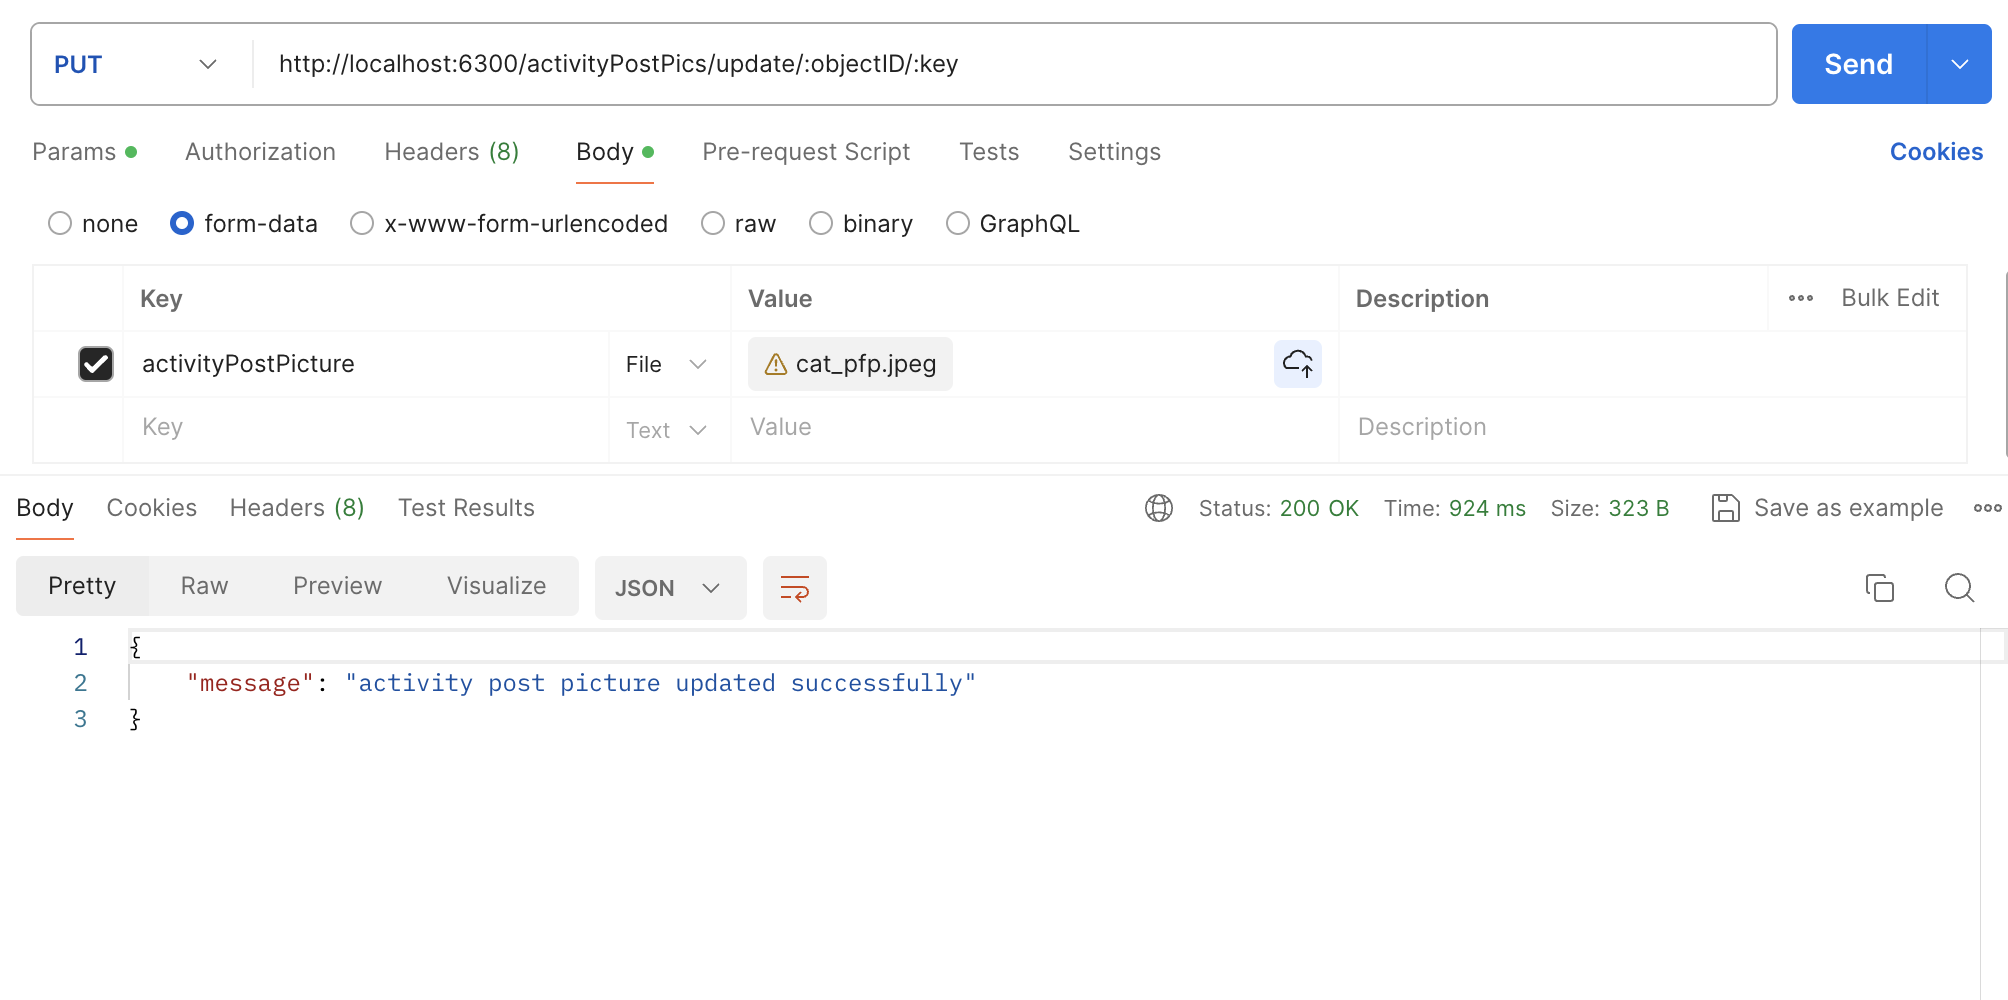 PUT http://localhost:6300/activityPostPics/update/:objectID/:key Send
Params Authorization Headers (8) Body Pre-request Script Tests Settings Cookies
none form-data x-www-form-urlencoded raw binary GraphQL
Key Value Description Bulk Edit
activityPostPicture File cat_pfp.jpeg
Key Text Value Description
Body Cookies Headers (8) Test Results Status: 200 OK Time: 924 ms Size: 323 B Save as example
Pretty Raw Preview Visualize JSON
1 {
2 "message": "activity post picture updated successfully"
3 }